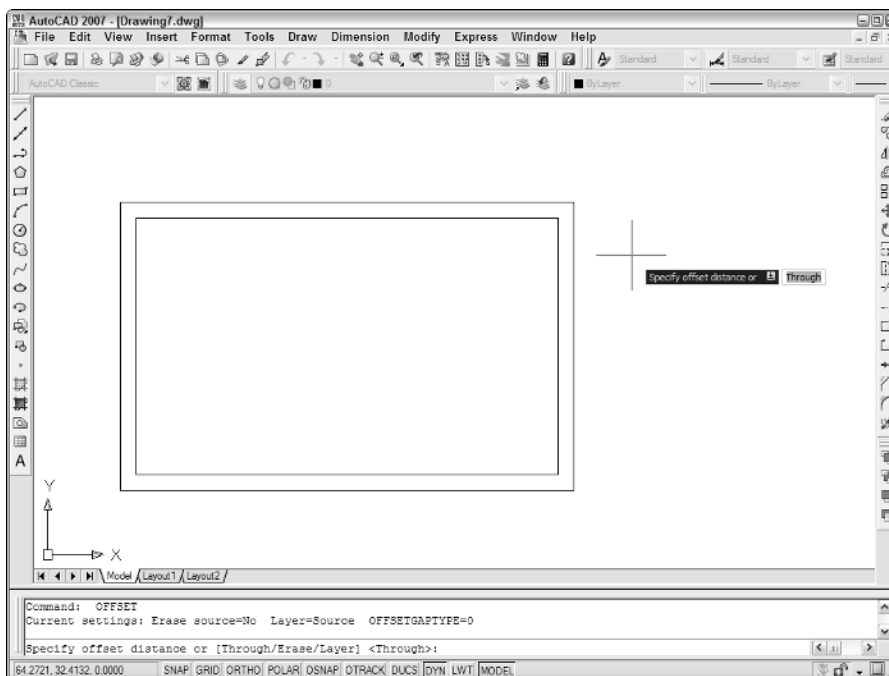 AutoCAD 2007 - [Drawing7.dwg]
File Edit View Insert Format Tools Draw Dimension Modify Express Window Help
Standard Standard Standard
AutoCAD Classic 0 ByLayer ByLayer
Specify offset distance or Through
A
Y
X
Model Layout1 Layout2
Command: OFFSET
Current settings: Erase source=No Layer=Source OFFSETGAPTYPE=0
Specify offset distance or [Through/Erase/Layer] <Through>:
64.2721, 32.4132, 0.0000 SNAP GRID ORTHO POLAR OSNAP OTRACK DUCS DYN LWT MODEL